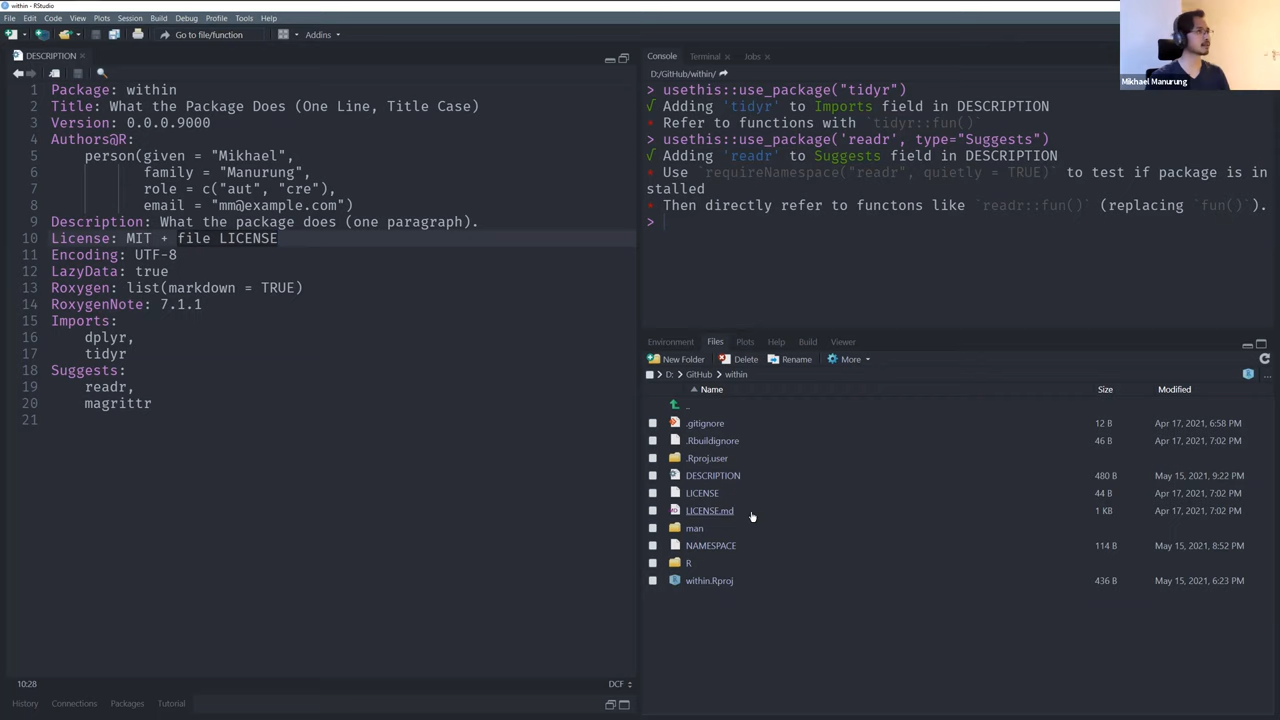 within - RStudio
File Edit Code View Plots Session Build Debug Profile Tools Help
Go to file/function Addins
DESCRIPTION
1 Package: within
2 Title: What the Package Does (One Line, Title Case)
3 Version: 0.0.0.9000
4 Authors@R:
5 person(given = "Mikhael",
6 family = "Manurung",
7 role = c("aut", "cre"),
8 email = "mm@example.com")
9 Description: What the package does (one paragraph).
10 License: MIT + file LICENSE
11 Encoding: UTF-8
12 LazyData: true
13 Roxygen: list(markdown = TRUE)
14 RoxygenNote: 7.1.1
15 Imports:
16 dplyr,
17 tidyr
18 Suggests:
19 readr,
20 magrittr
21
10:28 DCF
History Connections Packages Tutorial
Console Terminal Jobs
D:/GitHub/within/
> usethis::use_package("tidyr")
√ Adding 'tidyr' to Imports field in DESCRIPTION
• Refer to functions with `tidyr::fun()`
> usethis::use_package('readr', type="Suggests")
√ Adding 'readr' to Suggests field in DESCRIPTION
• Use `requireNamespace("readr", quietly = TRUE)` to test if package is in
stalled
• Then directly refer to functons like `readr::fun()` (replacing `fun()`).
>
Mikhael Manurung
Environment Files Plots Help Build Viewer
New Folder Delete Rename More
D: GitHub within
Name Size Modified
..
.gitignore 12 B Apr 17, 2021, 6:58 PM
.Rbuildignore 46 B Apr 17, 2021, 7:02 PM
.Rproj.user
DESCRIPTION 480 B May 15, 2021, 9:22 PM
LICENSE 44 B Apr 17, 2021, 7:02 PM
LICENSE.md 1 KB Apr 17, 2021, 7:02 PM
man
NAMESPACE 114 B May 15, 2021, 8:52 PM
R
within.Rproj 436 B May 15, 2021, 6:23 PM